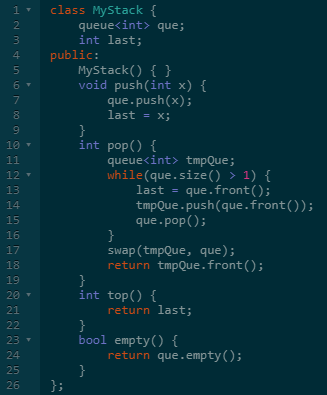 1 class MyStack {
2     queue<int> que;
3     int last;
4 public:
5     MyStack() { }
6     void push(int x) {
7         que.push(x);
8         last = x;
9     }
10     int pop() {
11         queue<int> tmpQue;
12         while(que.size() > 1) {
13             last = que.front();
14             tmpQue.push(que.front());
15             que.pop();
16         }
17         swap(tmpQue, que);
18         return tmpQue.front();
19     }
20     int top() {
21         return last;
22     }
23     bool empty() {
24         return que.empty();
25     }
26 };